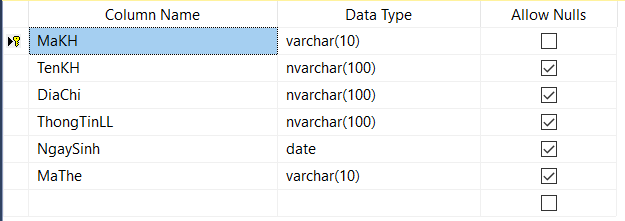 Column Name Data Type Allow Nulls
MaKH varchar(10)
TenKH nvarchar(100)
DiaChi nvarchar(100)
ThongTinLL nvarchar(100)
NgaySinh date
MaThe varchar(10)